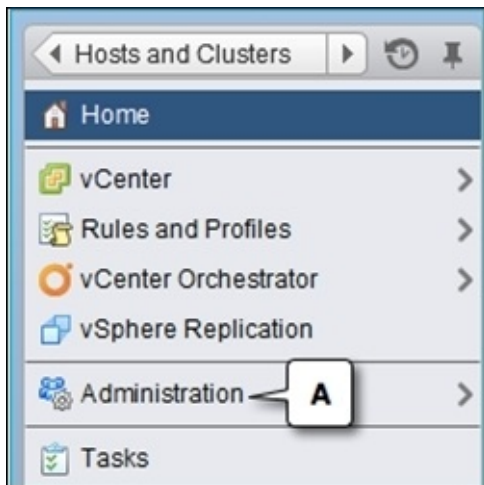 Hosts and Clusters
Home
vCenter
Rules and Profiles
vCenter Orchestrator
vSphere Replication
Administration A
Tasks